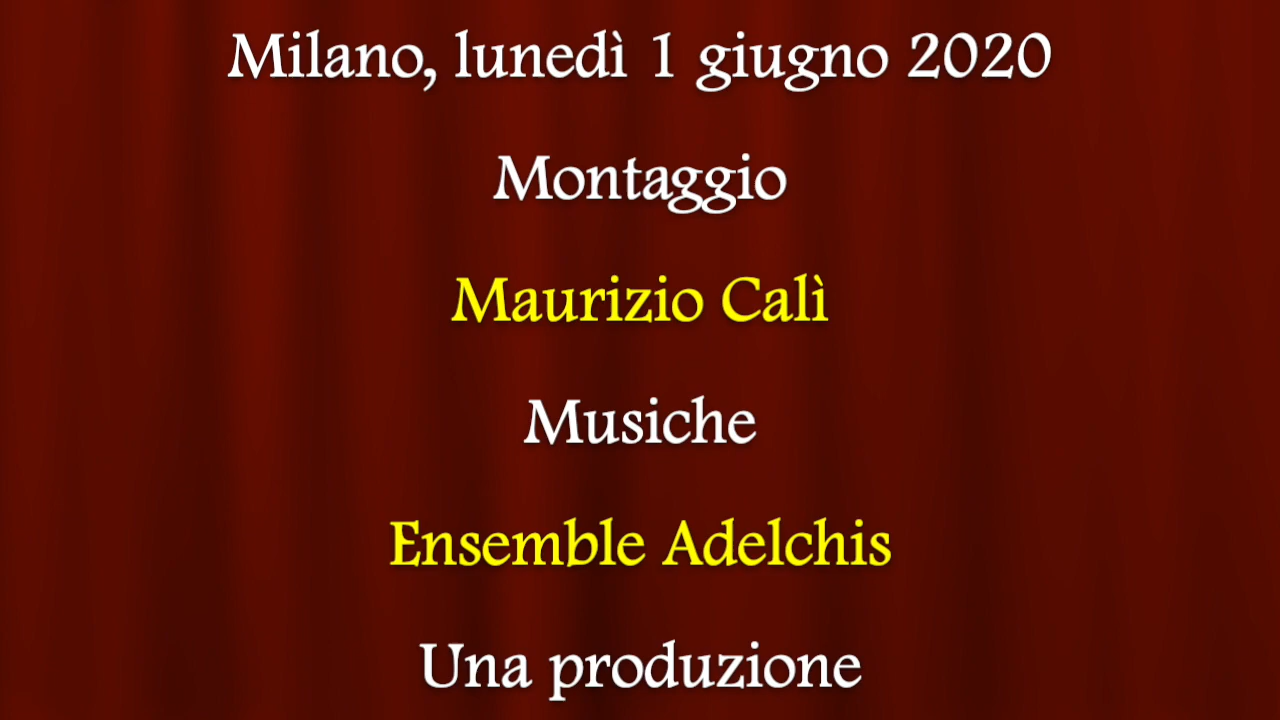 Milano, lunedì 1 giugno 2020
Montaggio
Maurizio Calì
Musiche
Ensemble Adelchis
Una produzione